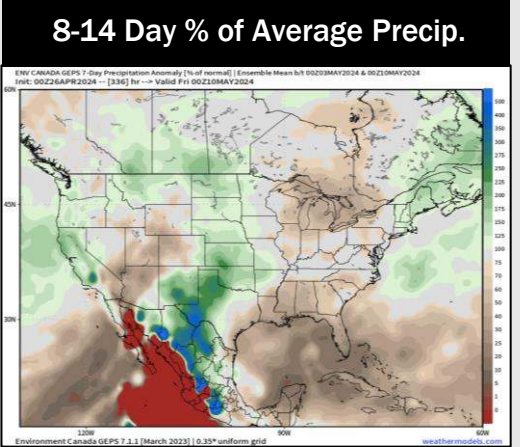 8-14 Day % of Average Precip.
ENV CANADA GEPS 7-Day Precipitation Anomaly [% of normal] | Ensemble Mean b/t 00Z03MAY2024 & 00Z10MAY2024
Init: 00Z26APR2024 -- [336] hr --> Valid Fri 00Z10MAY2024
60N
45N
30N
500
400
350
300
275
250
225
200
175
150
125
100
75
70
60
50
40
30
20
10
5
1
0
120W
90W
60W
Environment Canada GEPS 7.1.1 [March 2023] | 0.35° uniform grid
weathermodels.com